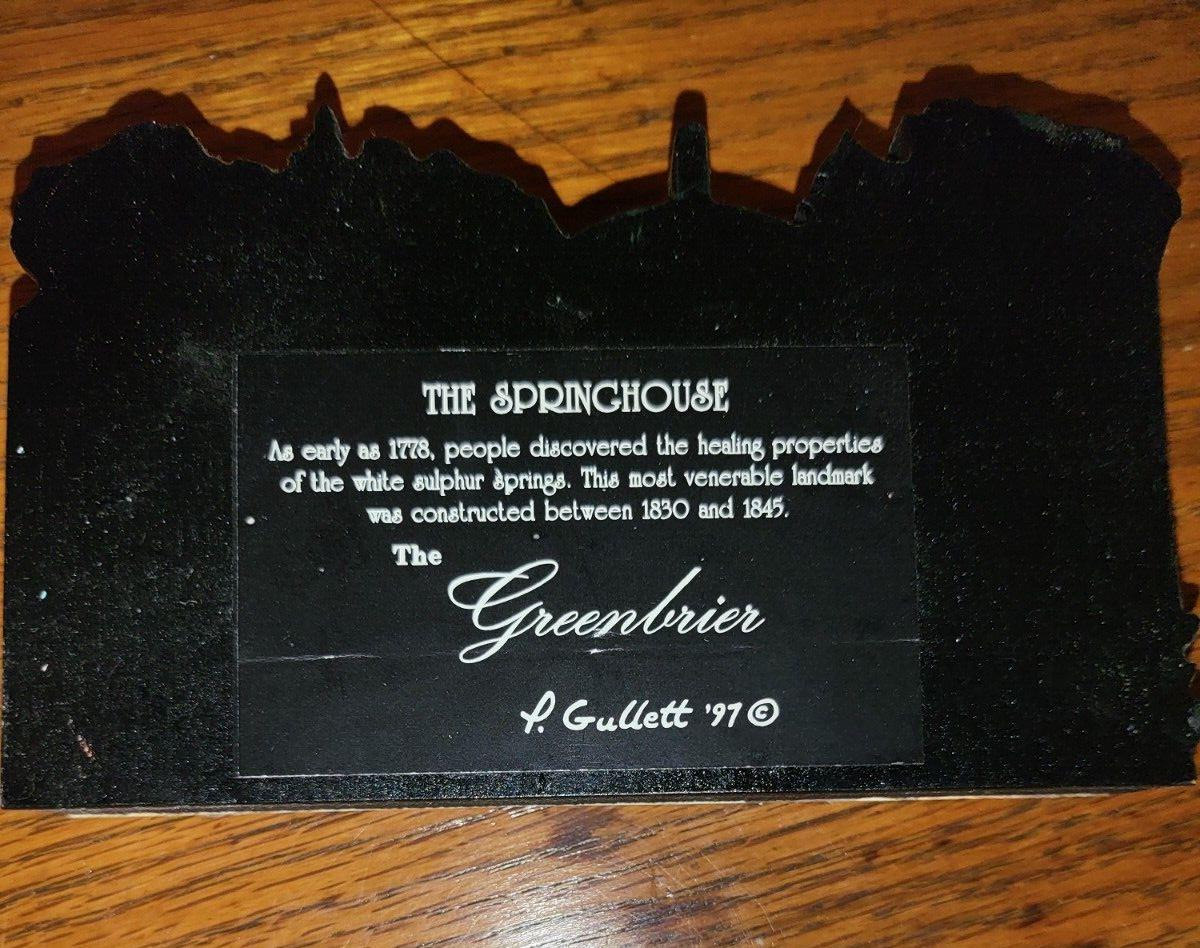 THE SPRINGHOUSE
As early as 1778, people discovered the healing properties
of the white sulphur springs. This most venerable landmark
was constructed between 1830 and 1845.
The
Greenbrier
P. Gullett '97 ©